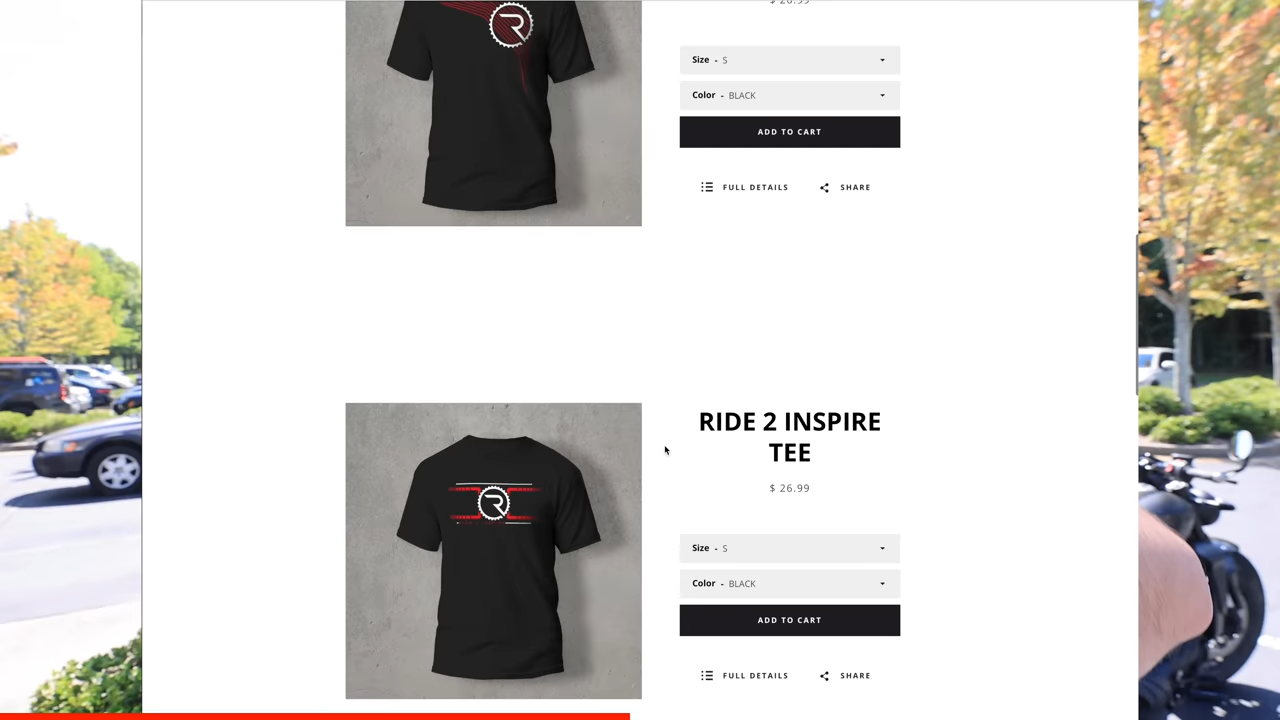 Size - S
Color - BLACK
ADD TO CART
FULL DETAILS
SHARE
R
RIDE 2 INSPIRE
TEE
$ 26.99
Size - S
Color - BLACK
ADD TO CART
FULL DETAILS
SHARE
R